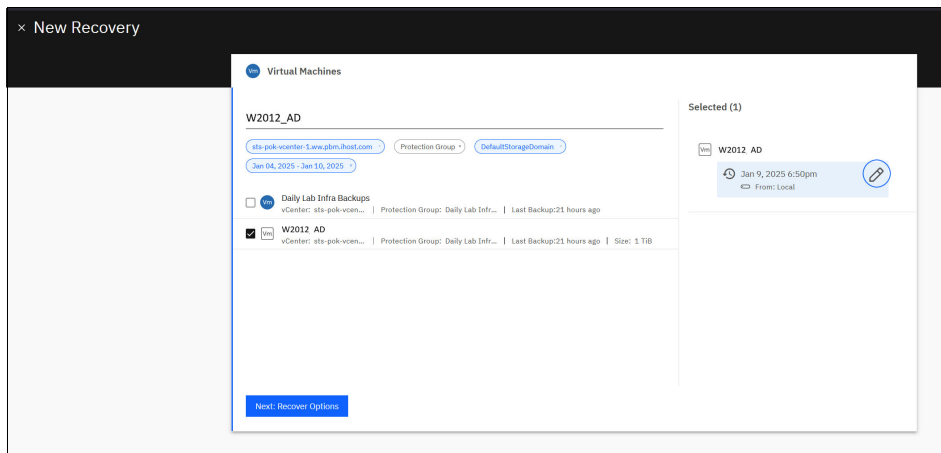 × New Recovery
Vm Virtual Machines
W2012_AD
sts-pok-vcenter-1.ww.pbm.ihost.com
Protection Group
DefaultStorageDomain
Jan 04, 2025 - Jan 10, 2025
Vm Daily Lab Infra Backups
vCenter: sts-pok-vcen... | Protection Group: Daily Lab Infr... | Last Backup:21 hours ago
Vm W2012_AD
vCenter: sts-pok-vcen... | Protection Group: Daily Lab Infr... | Last Backup:21 hours ago | Size: 1 TiB
Next: Recover Options
Selected (1)
Vm W2012_AD
Jan 9, 2025 6:50pm
From: Local